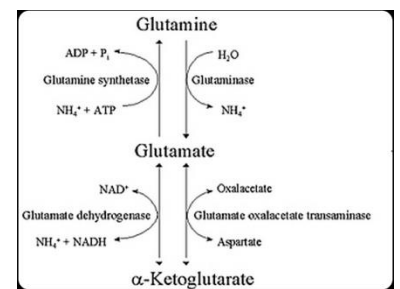 Glutamine
ADP + Pi H₂O
Glutamine synthetase Glutaminase
NH₄⁺ + ATP NH₄⁺
Glutamate
NAD⁺ Oxalacetate
Glutamate dehydrogenase Glutamate oxalacetate transaminase
NH₄⁺ + NADH Aspartate
α-Ketoglutarate